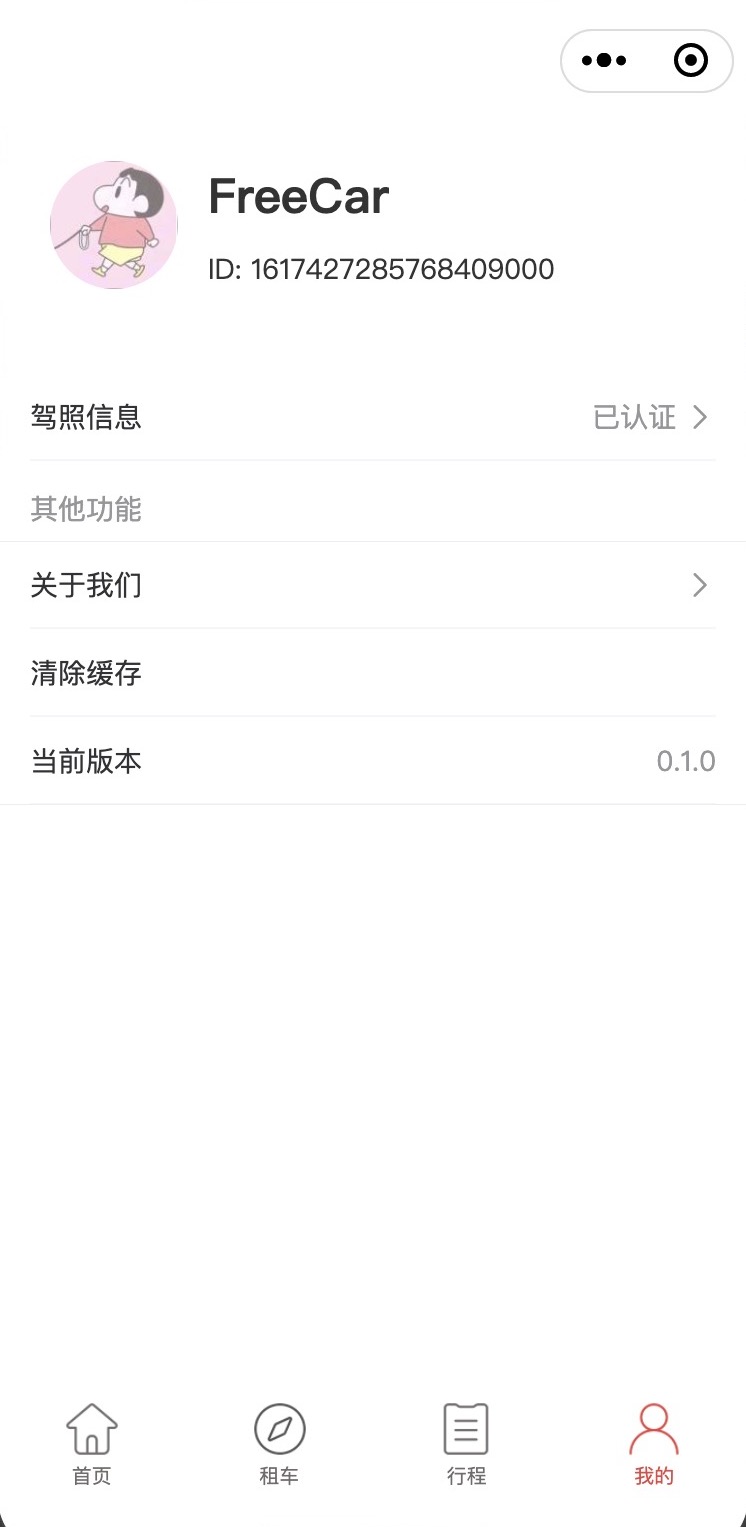 FreeCar
ID: 1617427285768409000
驾照信息 已认证
其他功能
关于我们
清除缓存
当前版本 0.1.0
首页 租车 行程 我的